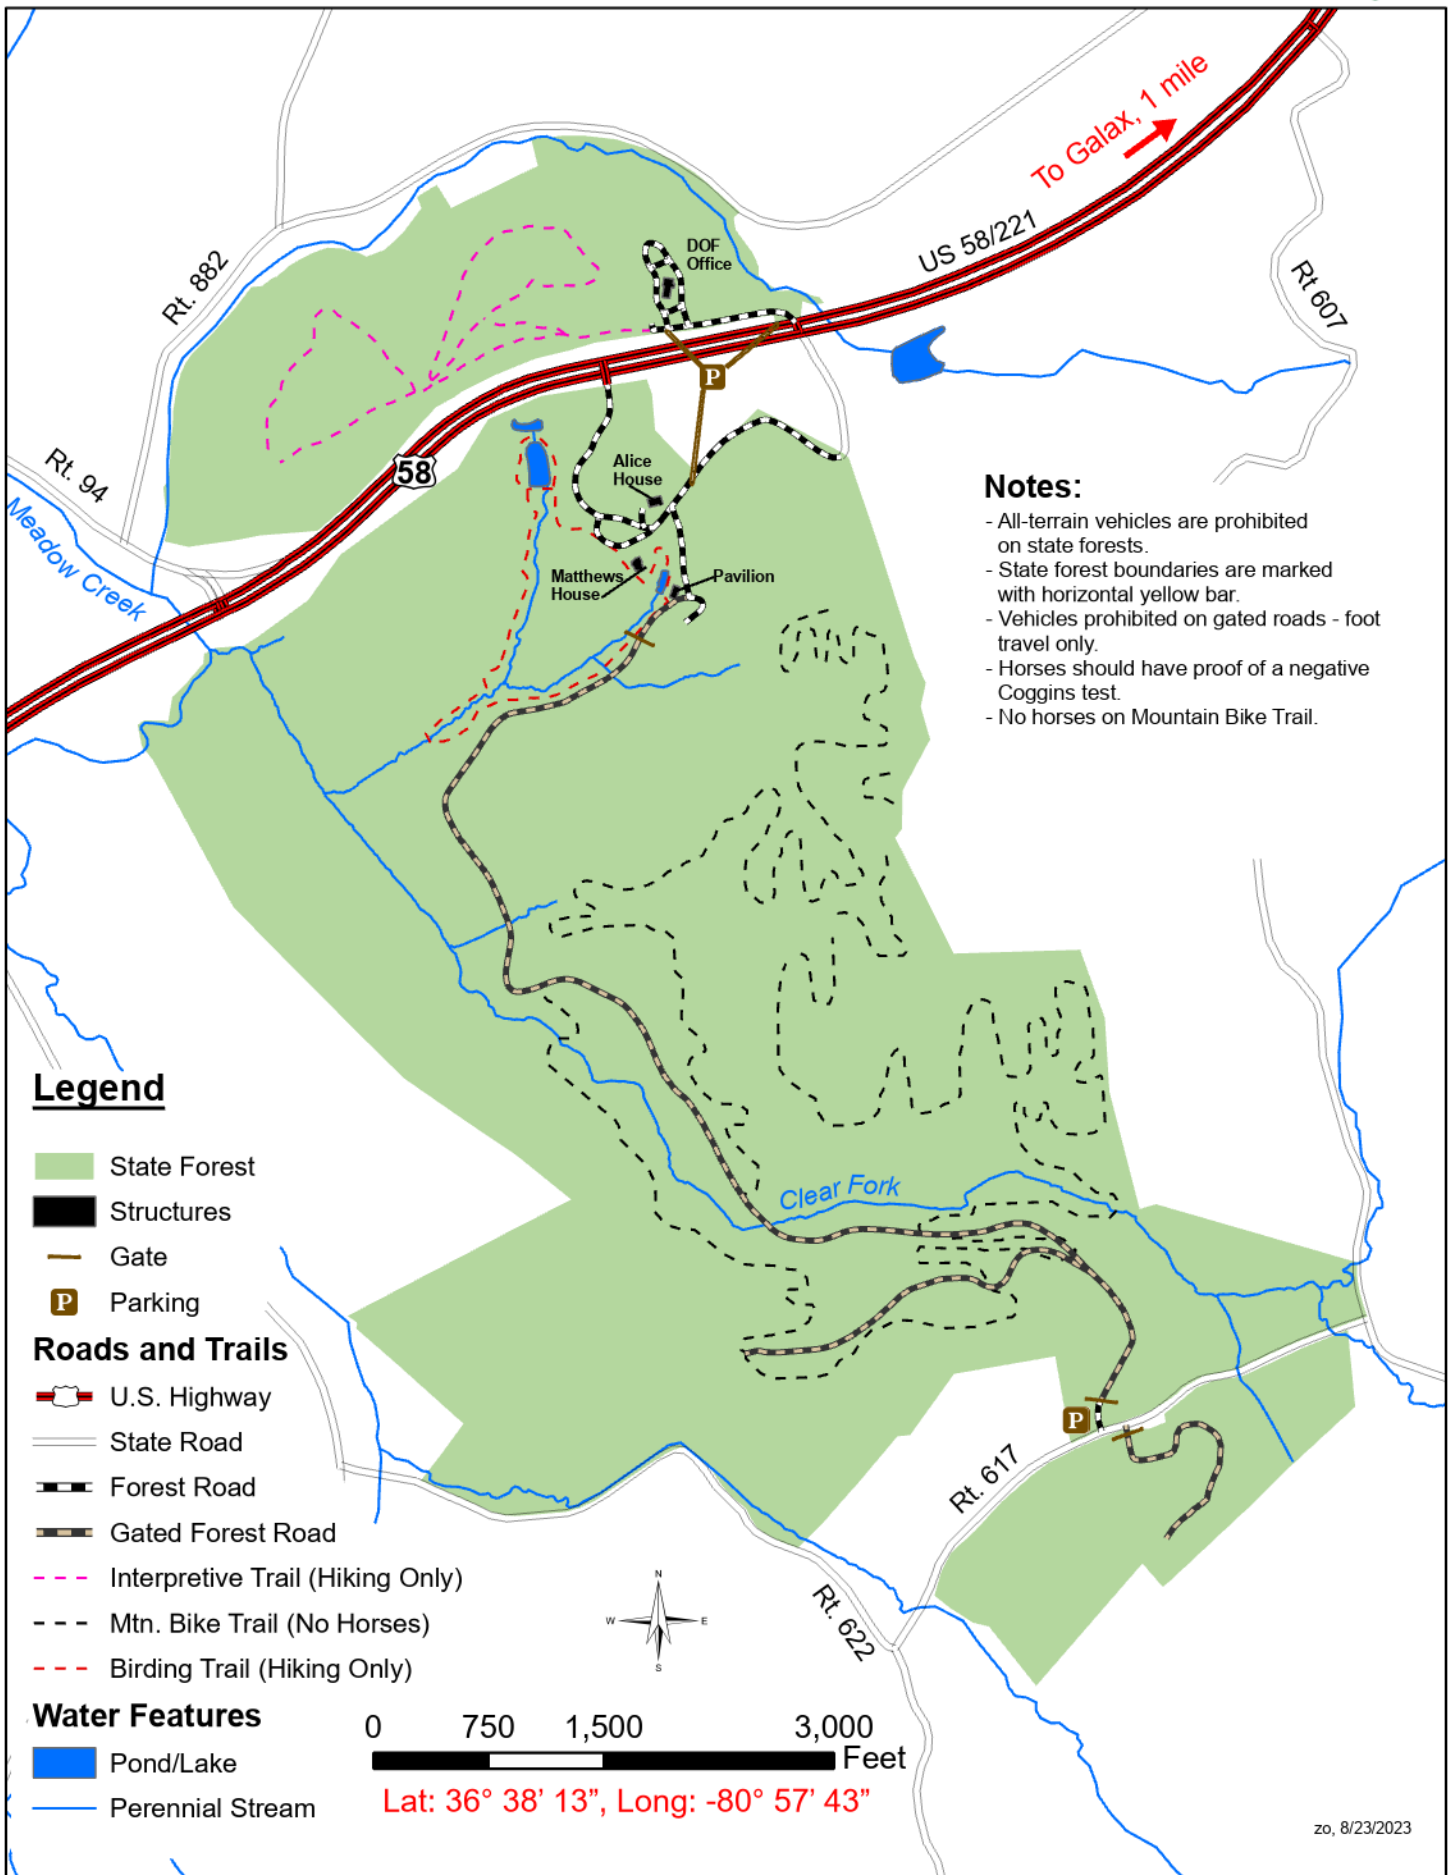 To Galax, 1 mile
US 58/221
Rt. 882
Rt 607
DOF
Office
P
58
Rt. 94
Meadow Creek
Alice
House
Matthews
House
Pavilion
Notes:
- All-terrain vehicles are prohibited
on state forests.
- State forest boundaries are marked
with horizontal yellow bar.
- Vehicles prohibited on gated roads - foot
travel only.
- Horses should have proof of a negative
Coggins test.
- No horses on Mountain Bike Trail.
Clear Fork
P
Rt. 617
Rt. 622
Legend
State Forest
Structures
Gate
P Parking
Roads and Trails
U.S. Highway
State Road
Forest Road
Gated Forest Road
Interpretive Trail (Hiking Only)
Mtn. Bike Trail (No Horses)
Birding Trail (Hiking Only)
Water Features
Pond/Lake
Perennial Stream
N
W E
S
0 750 1,500 3,000
Feet
Lat: 36° 38’ 13”, Long: -80° 57’ 43”
zo, 8/23/2023